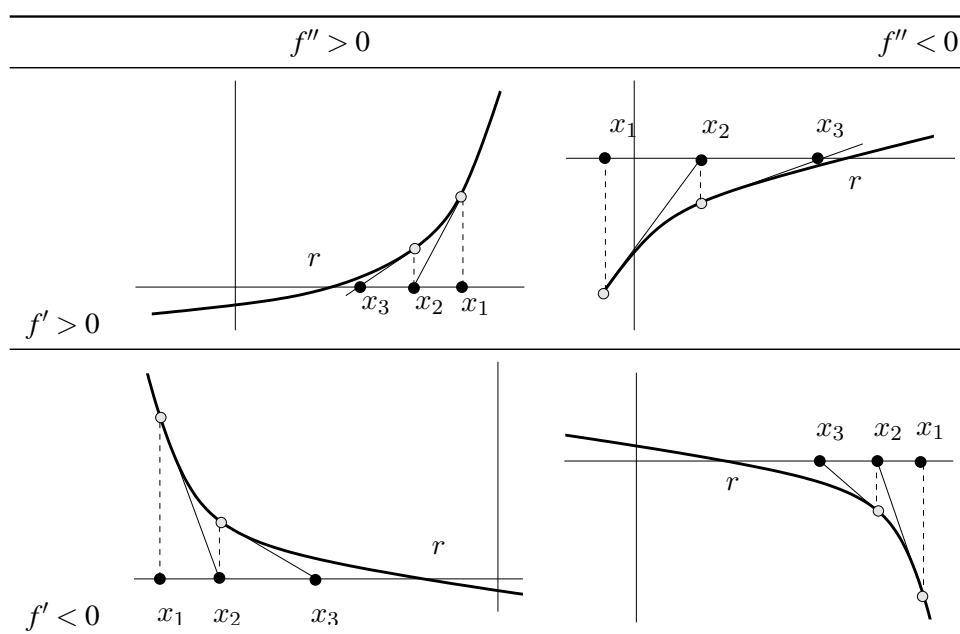 f'' > 0 f'' < 0
x₁ x₂ x₃
r
r
x₃ x₂ x₁
f' > 0
x₃ x₂ x₁
r
r
f' < 0 x₁ x₂ x₃